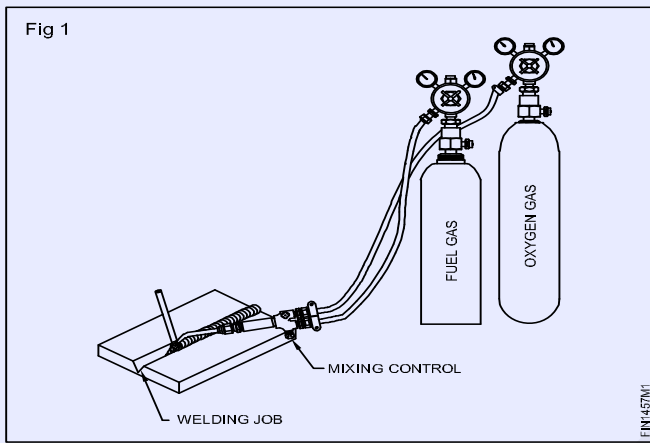 Fig 1
FUEL GAS
OXYGEN GAS
MIXING CONTROL
WELDING JOB
FIN1457M1